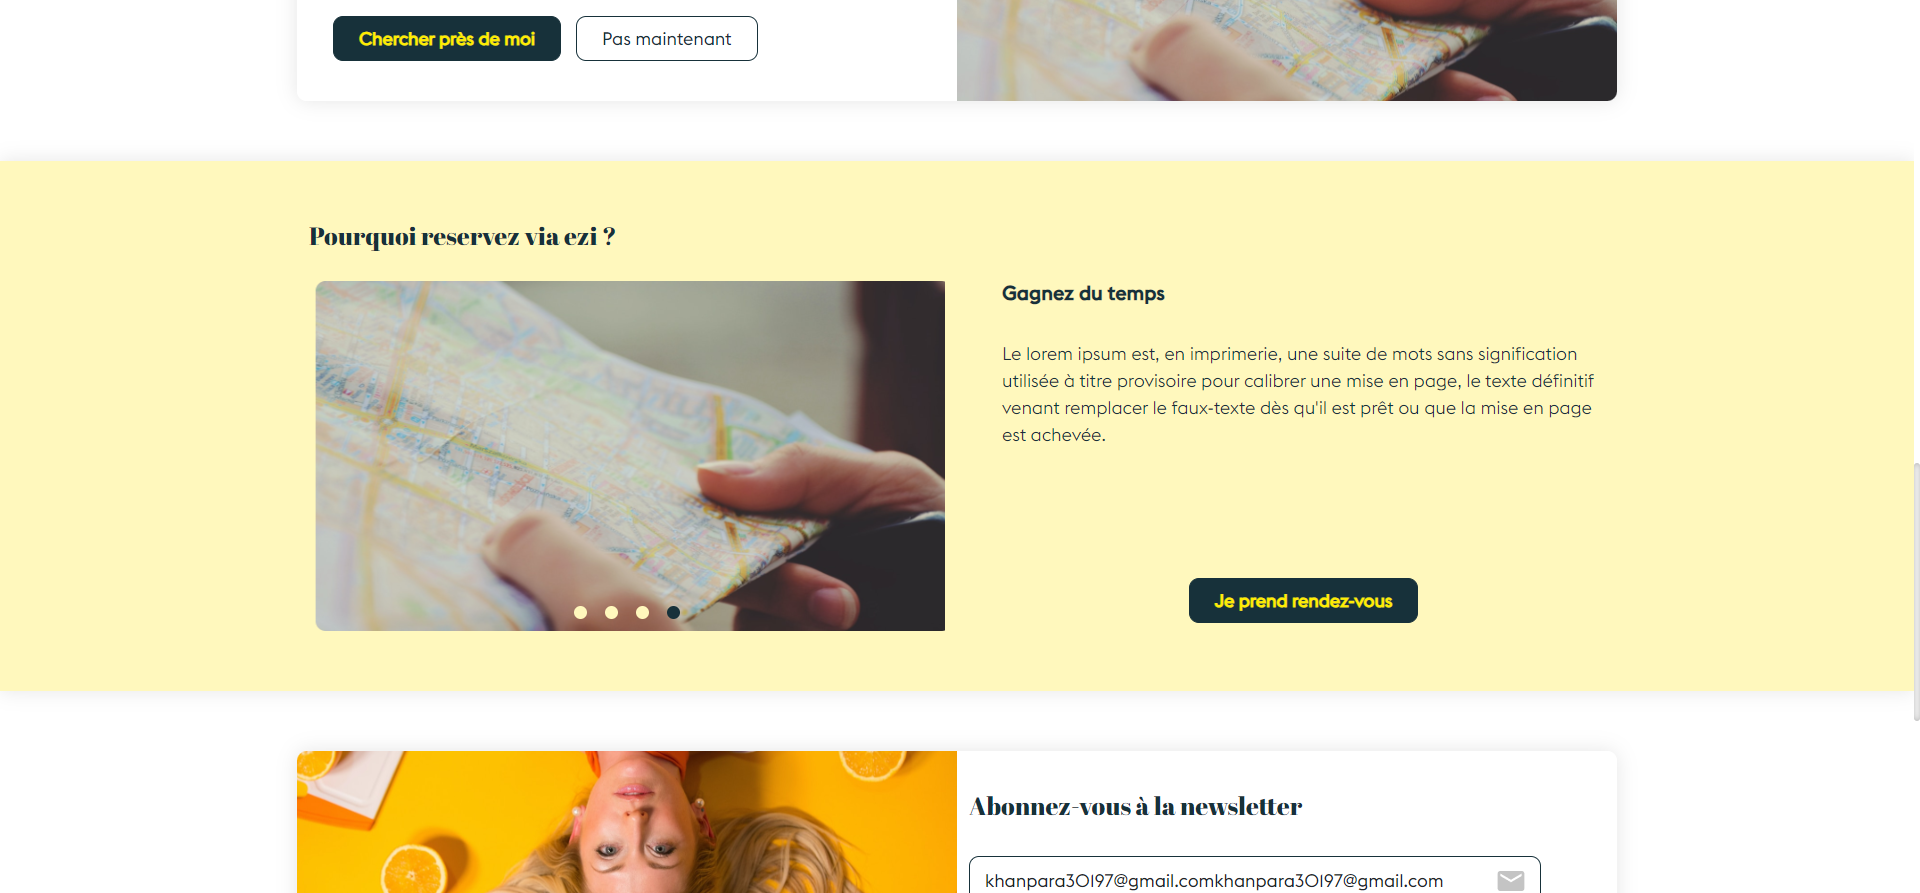 Chercher près de moi
Pas maintenant
Pourquoi reservez via ezi ?
Gagnez du temps
Le lorem ipsum est, en imprimerie, une suite de mots sans signification
utilisée à titre provisoire pour calibrer une mise en page, le texte définitif
venant remplacer le faux-texte dès qu'il est prêt ou que la mise en page
est achevée.
Je prend rendez-vous
Abonnez-vous à la newsletter
khanpara30197@gmail.comkhanpara30197@gmail.com